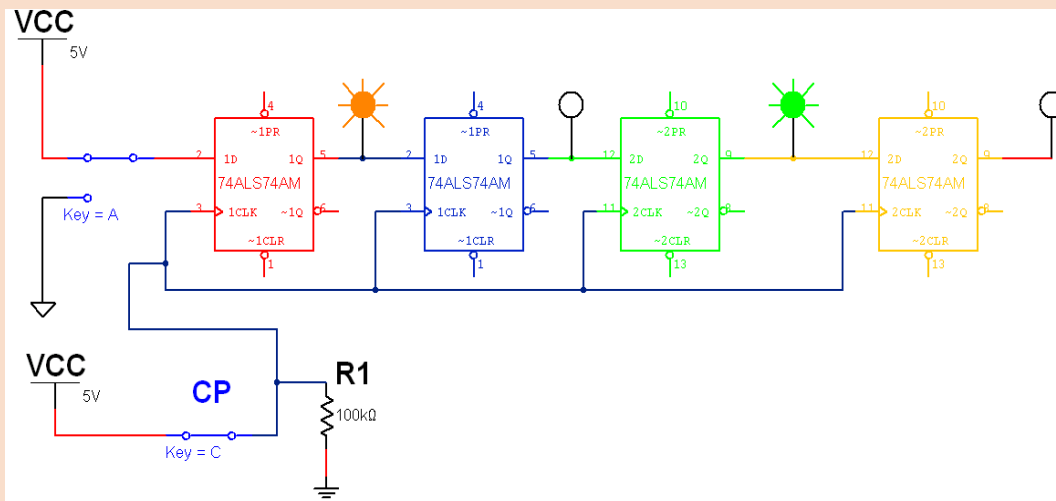 VCC
5V
4
~1PR
2
1D
1Q
5
74ALS74AM
3
1CLK
~1Q
6
~1CLR
1
4
~1PR
2
1D
1Q
5
74ALS74AM
3
1CLK
~1Q
6
~1CLR
1
10
~2PR
12
2D
2Q
9
74ALS74AM
11
2CLK
~2Q
8
~2CLR
13
10
~2PR
12
2D
2Q
9
74ALS74AM
11
2CLK
~2Q
8
~2CLR
13
Key = A
VCC
5V
CP
Key = C
R1
100kΩ